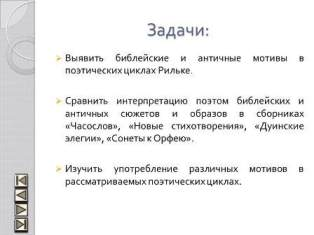 Задачи:
Выявить библейские и античные мотивы в
поэтических циклах Рильке.
Сравнить интерпретацию поэтом библейских и
античных сюжетов и образов в сборниках
«Часослов», «Новые стихотворения», «Дуинские
элегии», «Сонеты к Орфею».
Изучить употребление различных мотивов в
рассматриваемых поэтических циклах.